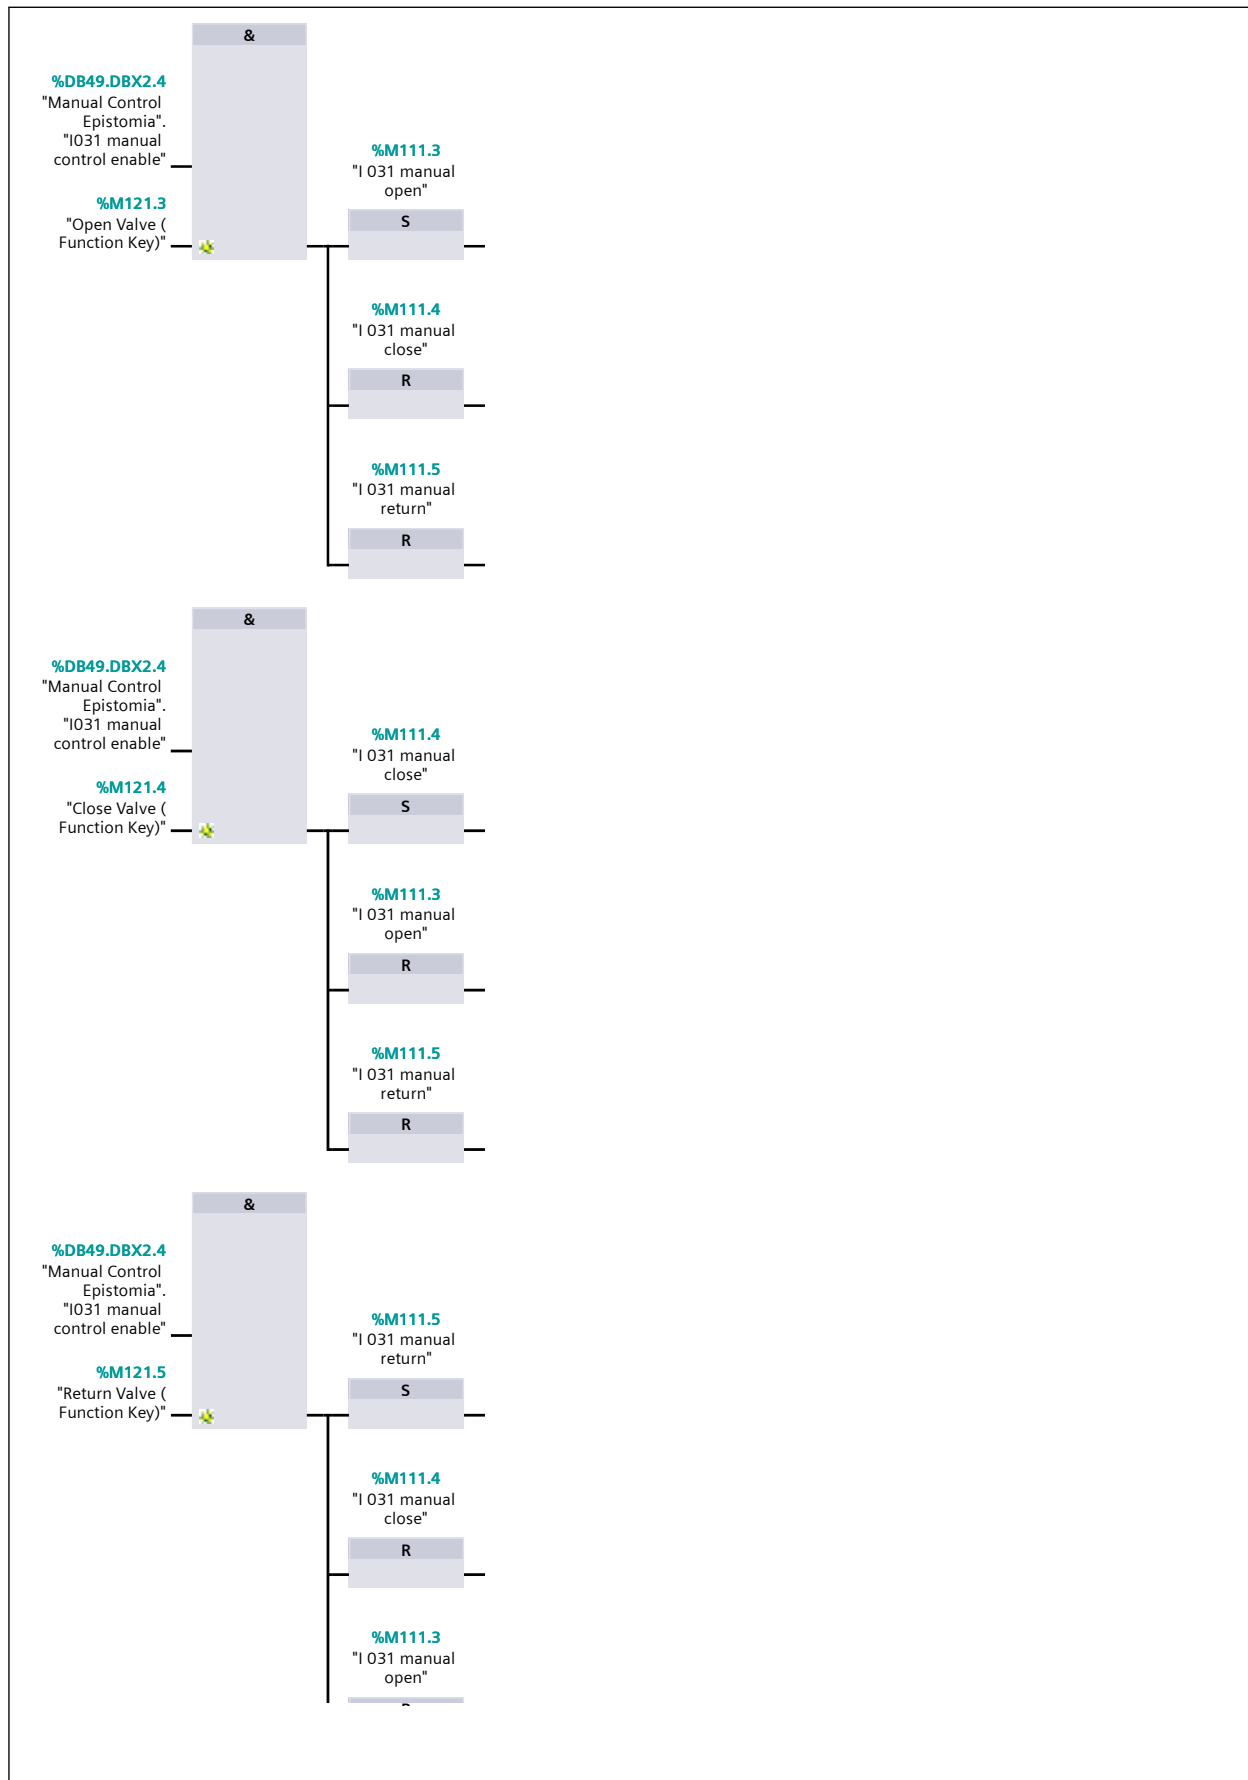 &
%DB49.DBX2.4
"Manual Control
Epistomia".
"I031 manual
control enable"
%M121.3
"Open Valve (
Function Key)"
%M111.3
"I 031 manual
open"
S
%M111.4
"I 031 manual
close"
R
%M111.5
"I 031 manual
return"
R
&
%DB49.DBX2.4
"Manual Control
Epistomia".
"I031 manual
control enable"
%M121.4
"Close Valve (
Function Key)"
%M111.4
"I 031 manual
close"
S
%M111.3
"I 031 manual
open"
R
%M111.5
"I 031 manual
return"
R
&
%DB49.DBX2.4
"Manual Control
Epistomia".
"I031 manual
control enable"
%M121.5
"Return Valve (
Function Key)"
%M111.5
"I 031 manual
return"
S
%M111.4
"I 031 manual
close"
R
%M111.3
"I 031 manual
open"